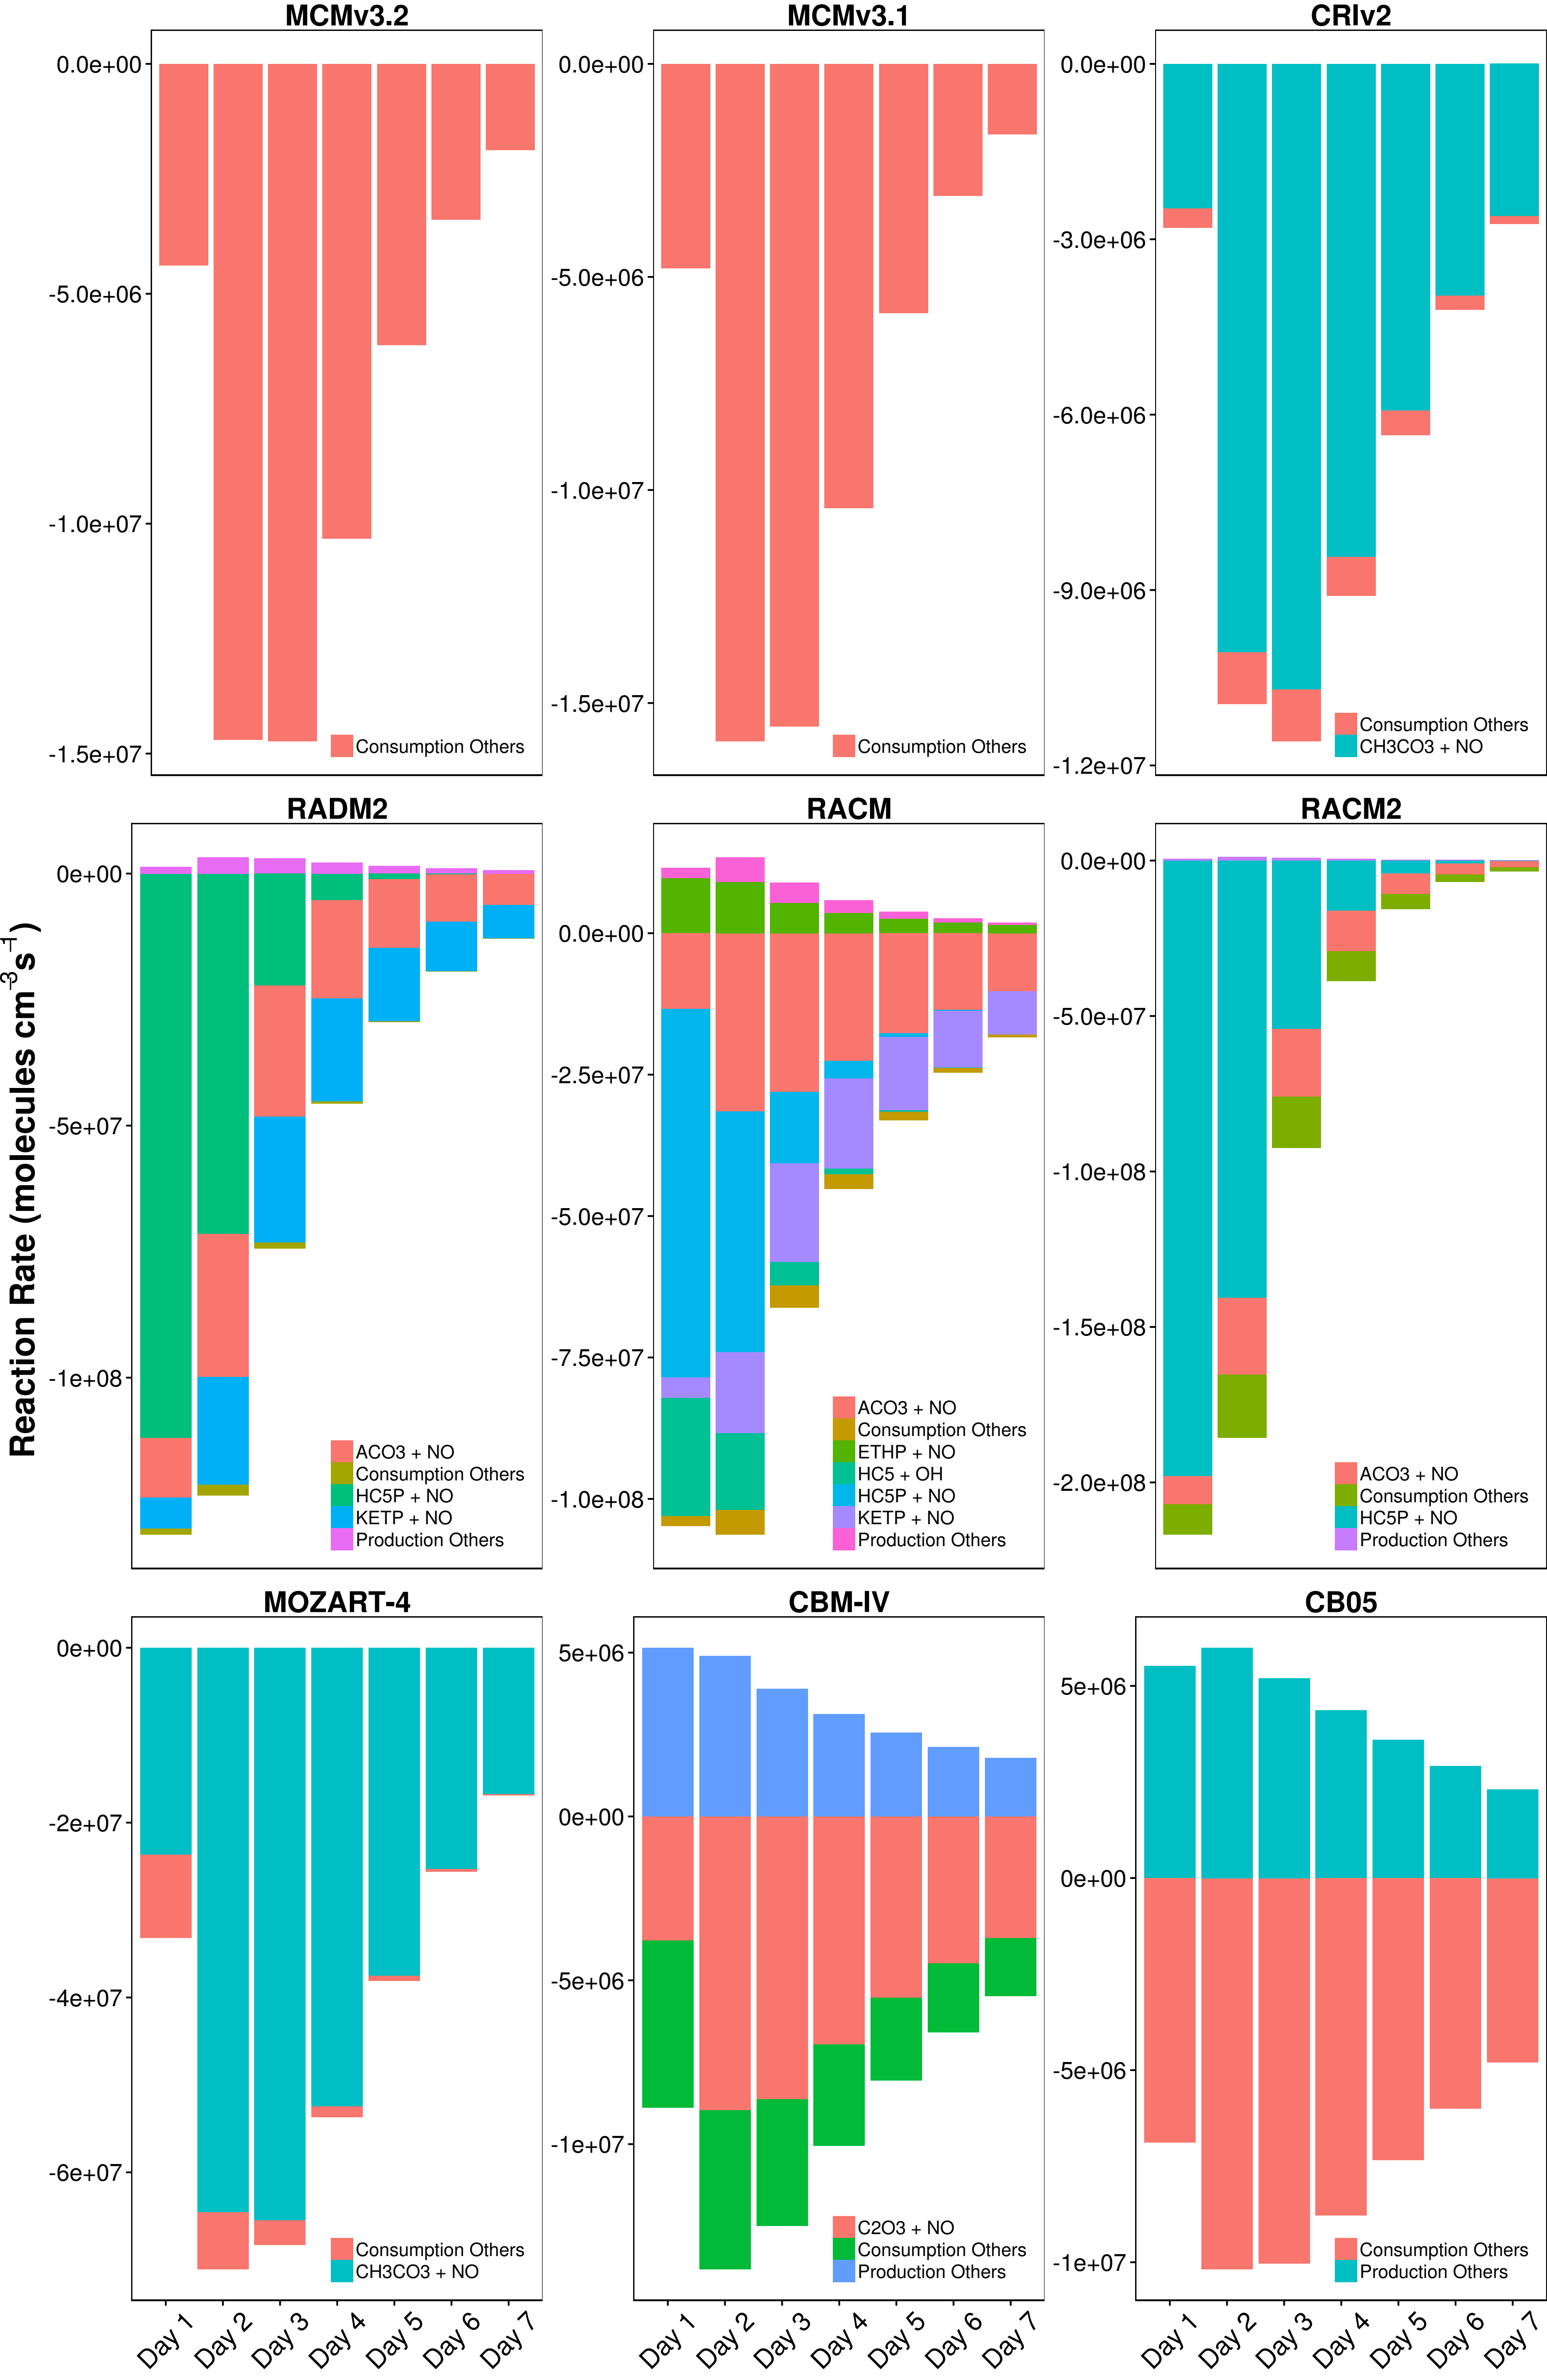 Reaction Rate (molecules cm⁻³s⁻¹)
MCMv3.2
0.0e+00
-5.0e+06
-1.0e+07
-1.5e+07
Consumption Others
MCMv3.1
0.0e+00
-5.0e+06
-1.0e+07
-1.5e+07
Consumption Others
CRIv2
0.0e+00
-3.0e+06
-6.0e+06
-9.0e+06
-1.2e+07
Consumption Others
CH3CO3 + NO
RADM2
0e+00
-5e+07
-1e+08
ACO3 + NO
Consumption Others
HC5P + NO
KETP + NO
Production Others
RACM
0.0e+00
-2.5e+07
-5.0e+07
-7.5e+07
-1.0e+08
ACO3 + NO
Consumption Others
ETHP + NO
HC5 + OH
HC5P + NO
KETP + NO
Production Others
RACM2
0.0e+00
-5.0e+07
-1.0e+08
-1.5e+08
-2.0e+08
ACO3 + NO
Consumption Others
HC5P + NO
Production Others
MOZART-4
0e+00
-2e+07
-4e+07
-6e+07
Consumption Others
CH3CO3 + NO
Day 1 Day 2 Day 3 Day 4 Day 5 Day 6 Day 7
CBM-IV
5e+06
0e+00
-5e+06
-1e+07
C2O3 + NO
Consumption Others
Production Others
Day 1 Day 2 Day 3 Day 4 Day 5 Day 6 Day 7
CB05
5e+06
0e+00
-5e+06
-1e+07
Consumption Others
Production Others
Day 1 Day 2 Day 3 Day 4 Day 5 Day 6 Day 7